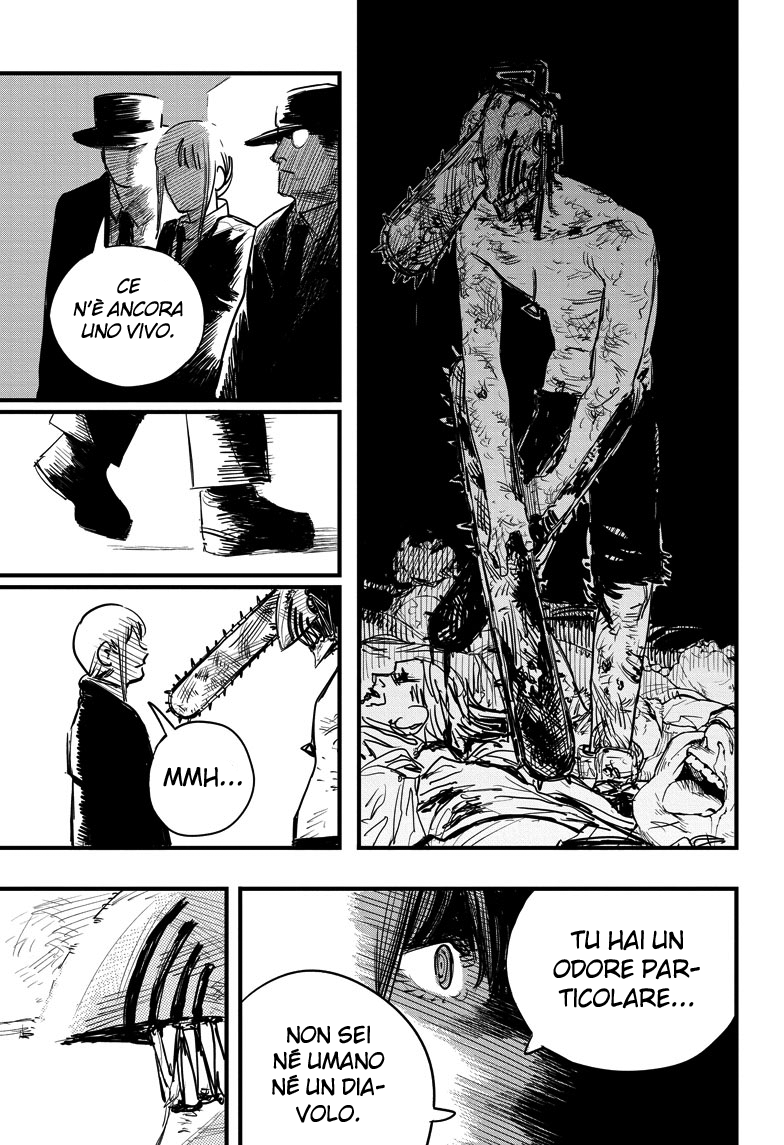 CE
N'È ANCORA
UNO VIVO.
MMH...
TU HAI UN
ODORE PAR-
TICOLARE...
NON SEI
NÉ UMANO
NÉ UN DIA-
VOLO.